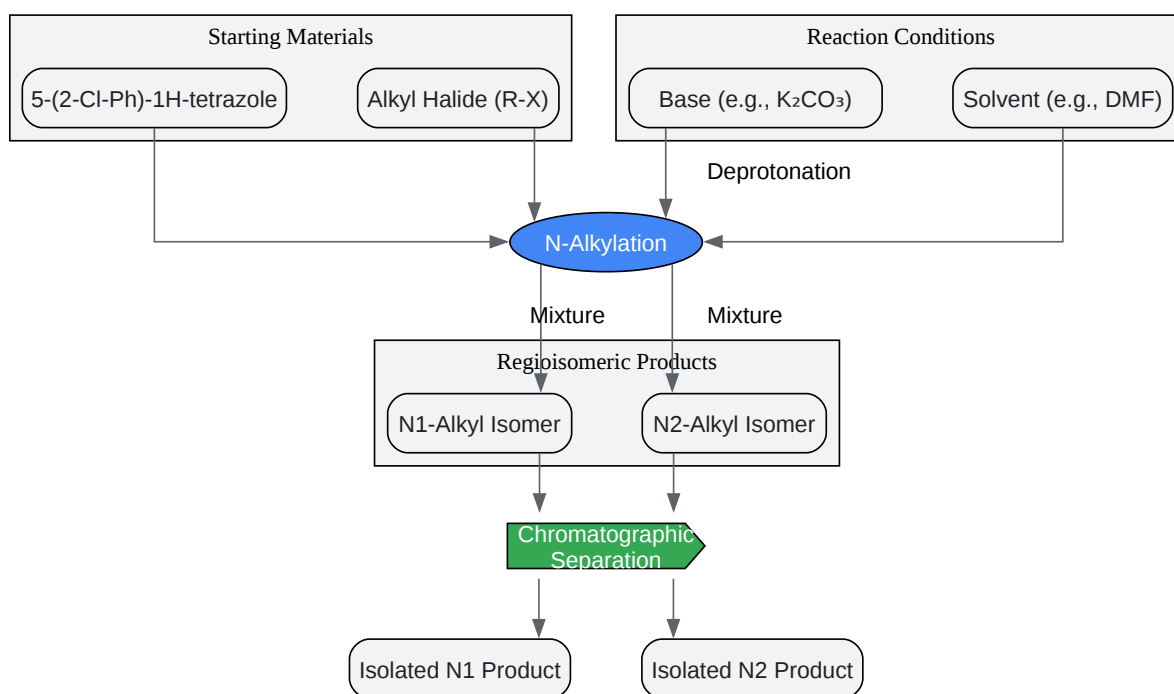 Starting Materials
Reaction Conditions
5-(2-Cl-Ph)-1H-tetrazole
Alkyl Halide (R-X)
Base (e.g., K₂CO₃)
Solvent (e.g., DMF)
Deprotonation
N-Alkylation
Mixture
Mixture
Regioisomeric Products
N1-Alkyl Isomer
N2-Alkyl Isomer
Chromatographic
Separation
Isolated N1 Product
Isolated N2 Product